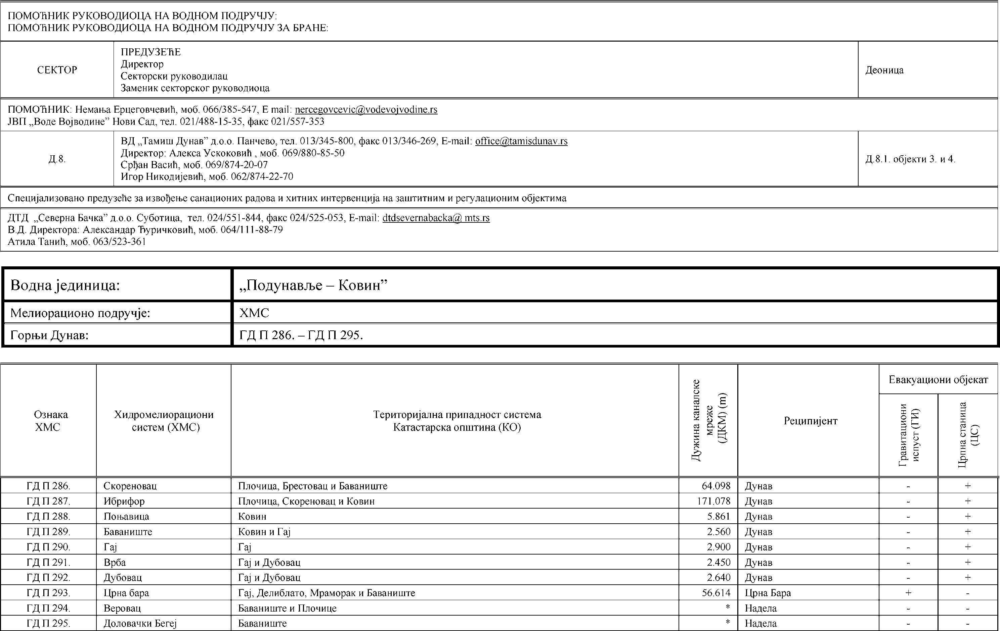 ПОМОЋНИК РУКОВОДИОЦА НА ВОДНОМ ПОДРУЧЈУ:
ПОМОЋНИК РУКОВОДИОЦА НА ВОДНОМ ПОДРУЧЈУ ЗА БРАНЕ:
СЕКТОР
ПРЕДУЗЕЋЕ
Директор
Секторски руководилац
Заменик секторског руководиоца
Деоница
ПОМОЋНИК: Немања Ерцеговчевић, моб. 066/385-547, E mail: nercegovcevic@vodevojvodine.rs
ЈВП „Воде Војводине” Нови Сад, тел. 021/488-15-35, факс 021/557-353
Д.8.
ВД „Тамиш Дунав” д.о.о. Панчево, тел. 013/345-800, факс 013/346-269, E-mail: office@tamisdunav.rs
Директор: Алекса Ускоковић , моб. 069/880-85-50
Срђан Васић, моб. 069/874-20-07
Игор Никодијевић, моб. 062/874-22-70
Д.8.1. објекти 3. и 4.
Специјализовано предузеће за извођење санационих радова и хитних интервенција на заштитним и регулационим објектима
ДТД „Северна Бачка” д.о.о. Суботица, тел. 024/551-844, факс 024/525-053, E-mail: dtdsevernabacka@ mts.rs
В.Д. Директора: Александар Ђуричковић, моб. 064/111-88-79
Атила Танић, моб. 063/523-361
Водна јединица: „Подунавље – Ковин”
Мелиорационо подручје: ХМС
Горњи Дунав: ГД П 286. – ГД П 295.
Ознака
ХМС
Хидромелиорациони
систем (ХМС)
Територијална припадност система
Катастарска општина (КО)
Дужина каналске
мреже
(ДКМ) (m)
Реципијент
Евакуациони објекат
Гравитациони
испуст (ГИ)
Црпна станица
(ЦС)
ГД П 286. Скореновац Плочица, Брестовац и Баваниште 64.098 Дунав - +
ГД П 287. Ибрифор Плочица, Скореновац и Ковин 171.078 Дунав - +
ГД П 288. Поњавица Ковин 5.861 Дунав - +
ГД П 289. Баваниште Ковин и Гај 2.560 Дунав - +
ГД П 290. Гај Гај 2.900 Дунав - +
ГД П 291. Врба Гај и Дубовац 2.450 Дунав - +
ГД П 292. Дубовац Гај и Дубовац 2.640 Дунав - +
ГД П 293. Црна бара Гај, Делиблато, Мраморак и Баваниште 56.614 Црна Бара + -
ГД П 294. Веровац Баваниште и Плочице * Надела - -
ГД П 295. Доловачки Бегеј Баваниште * Надела - -